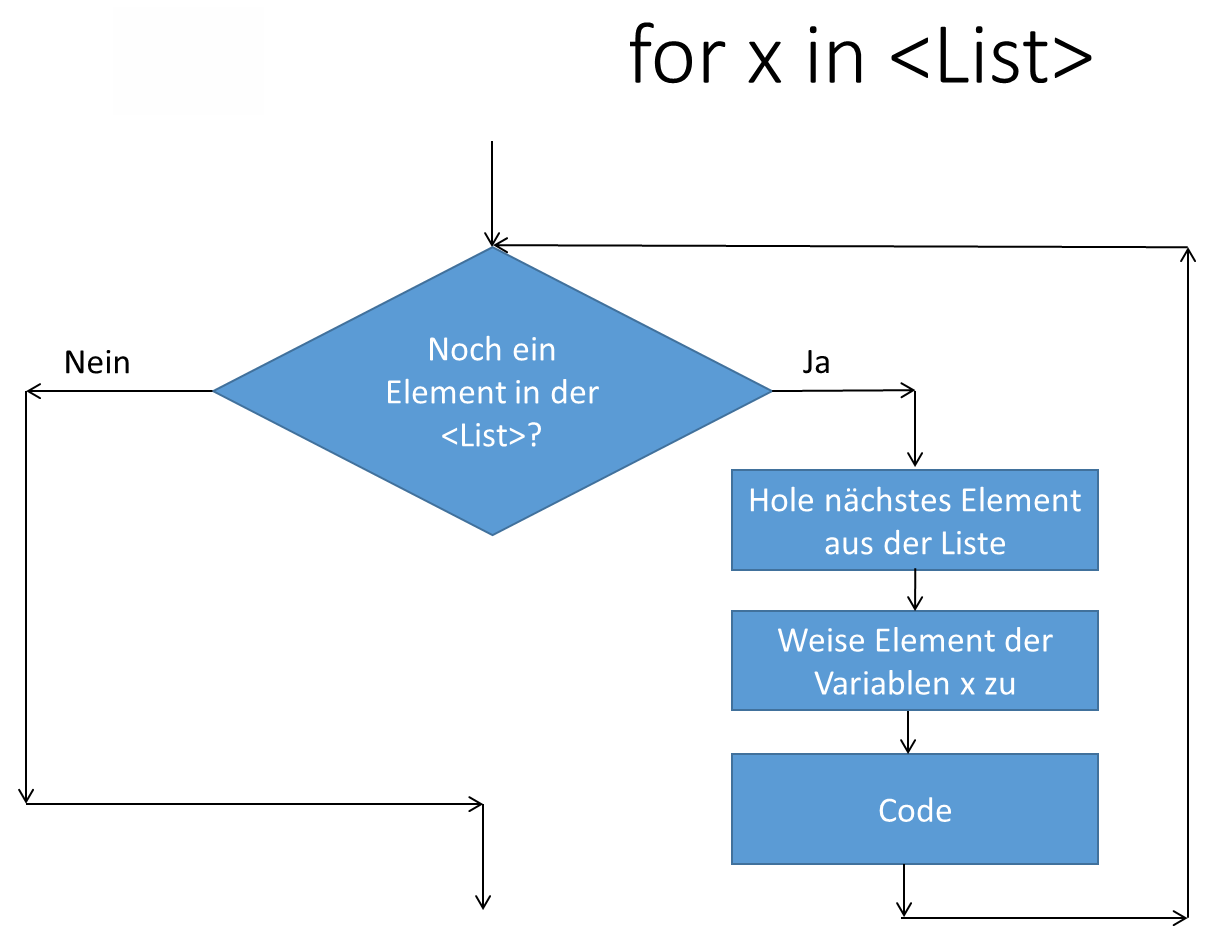 for x in <List>
Nein
Noch ein
Element in der
<List>?
Ja
Hole nächstes Element
aus der Liste
Weise Element der
Variablen x zu
Code